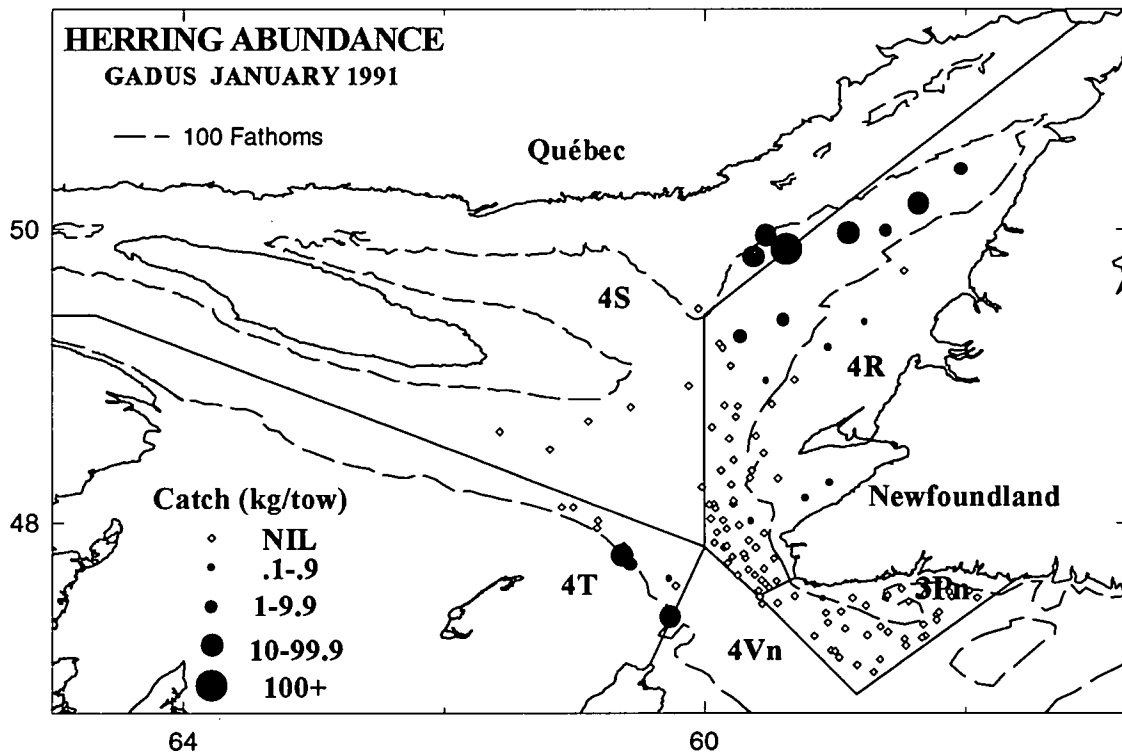 HERRING ABUNDANCE
GADUS JANUARY 1991
100 Fathoms
Québec
50
4S
4R
Catch (kg/tow)
NIL
.1-.9
1-9.9
10-99.9
100+
Newfoundland
48
4T
3Pn
4Vn
64
60